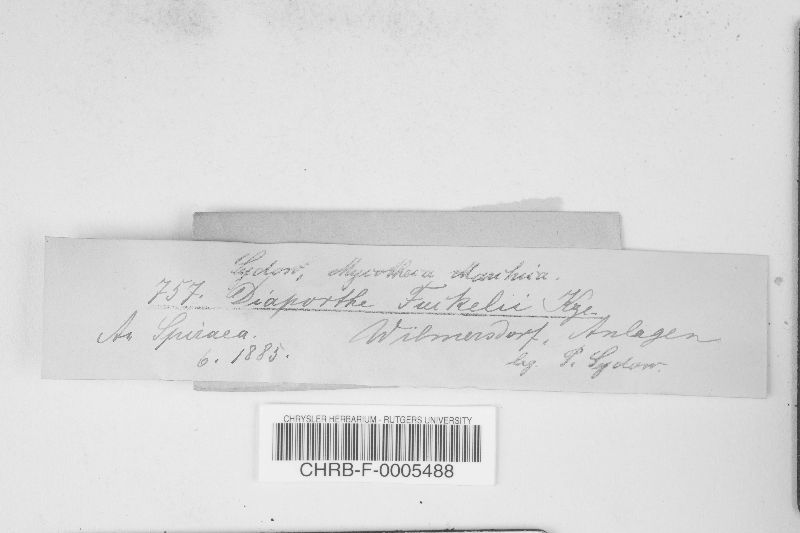 Sydow, Mycotheca Marchica.
757. Diaporthe Fuckelii Kze.
An Spiraea. Wilmersdorf, Anlagen
6. 1885. leg. P. Sydow.
CHRYSLER HERBARIUM - RUTGERS UNIVERSITY
CHRB-F-0005488